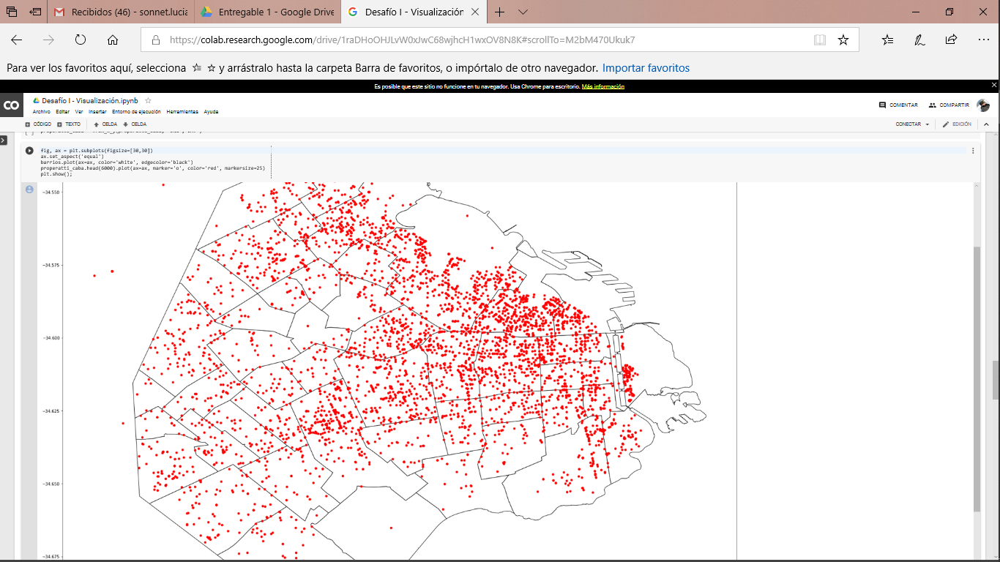 Recibidos (46) - sonnet.lucia
Entregable 1 - Google Drive
Desafío I - Visualización
https://colab.research.google.com/drive/1raDHoOHJLvW0xJwC68wjhcH1wxOV8N8K#scrollTo=M2bM470Ukuk7
Para ver los favoritos aquí, selecciona y arrástralo hasta la carpeta Barra de favoritos, o impórtalo de otro navegador. Importar favoritos
Es posible que este sitio no funcione en tu navegador. Usa Chrome para escritorio. Más información
CO
Desafío I - Visualización.ipynb
Archivo Editar Ver Insertar Entorno de ejecución Herramientas Ayuda
COMENTAR
COMPARTIR
CÓDIGO TEXTO CELDA CELDA
CONECTAR
EDICIÓN
fig, ax = plt.subplots(figsize=[30,30])
ax.set_aspect('equal')
barrios.plot(ax=ax, color='white', edgecolor='black')
properatti_caba.head(6000).plot(ax=ax, marker='o', color='red', markersize=25)
plt.show();
−34.550
−34.575
−34.600
−34.625
−34.650
−34.675